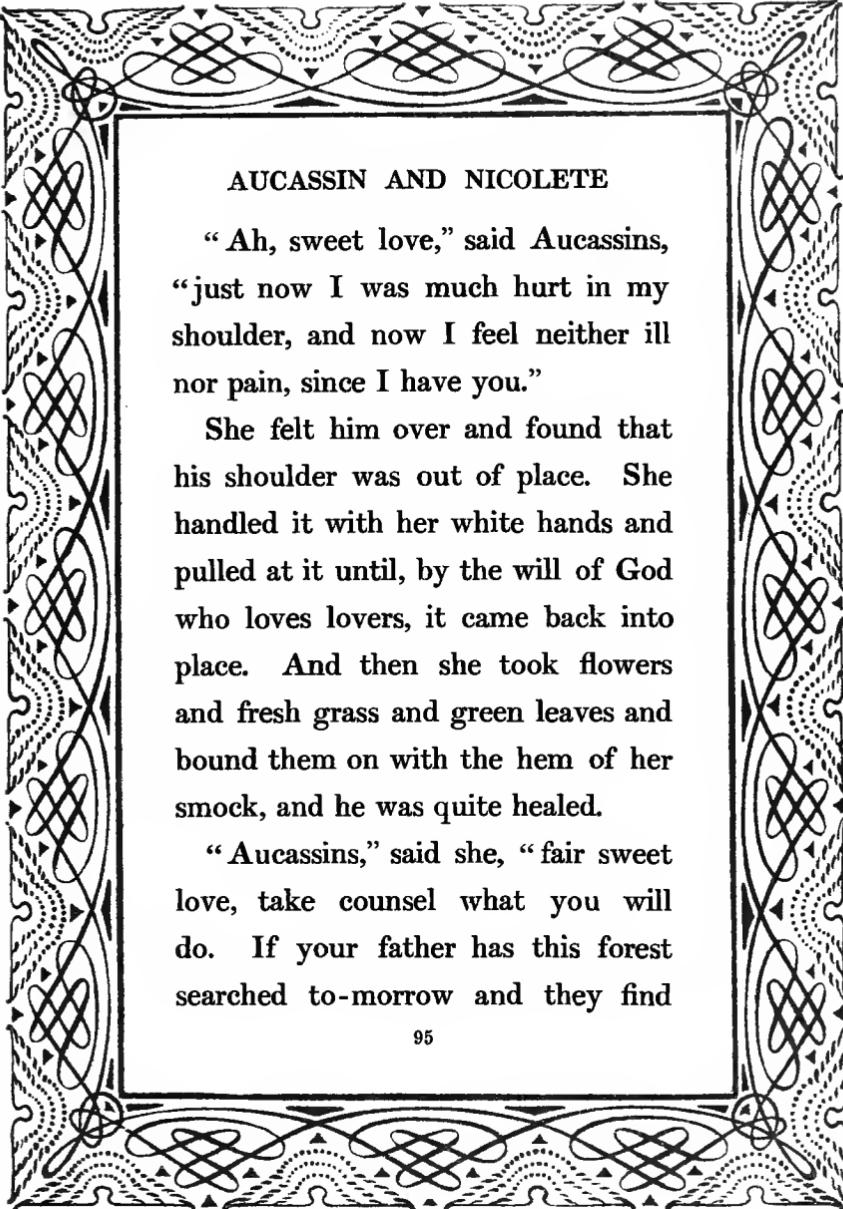 AUCASSIN AND NICOLETE
“Ah, sweet love,” said Aucassins,
“just now I was much hurt in my
shoulder, and now I feel neither ill
nor pain, since I have you.”
She felt him over and found that
his shoulder was out of place. She
handled it with her white hands and
pulled at it until, by the will of God
who loves lovers, it came back into
place. And then she took flowers
and fresh grass and green leaves and
bound them on with the hem of her
smock, and he was quite healed.
“Aucassins,” said she, “fair sweet
love, take counsel what you will
do. If your father has this forest
searched to-morrow and they find
95